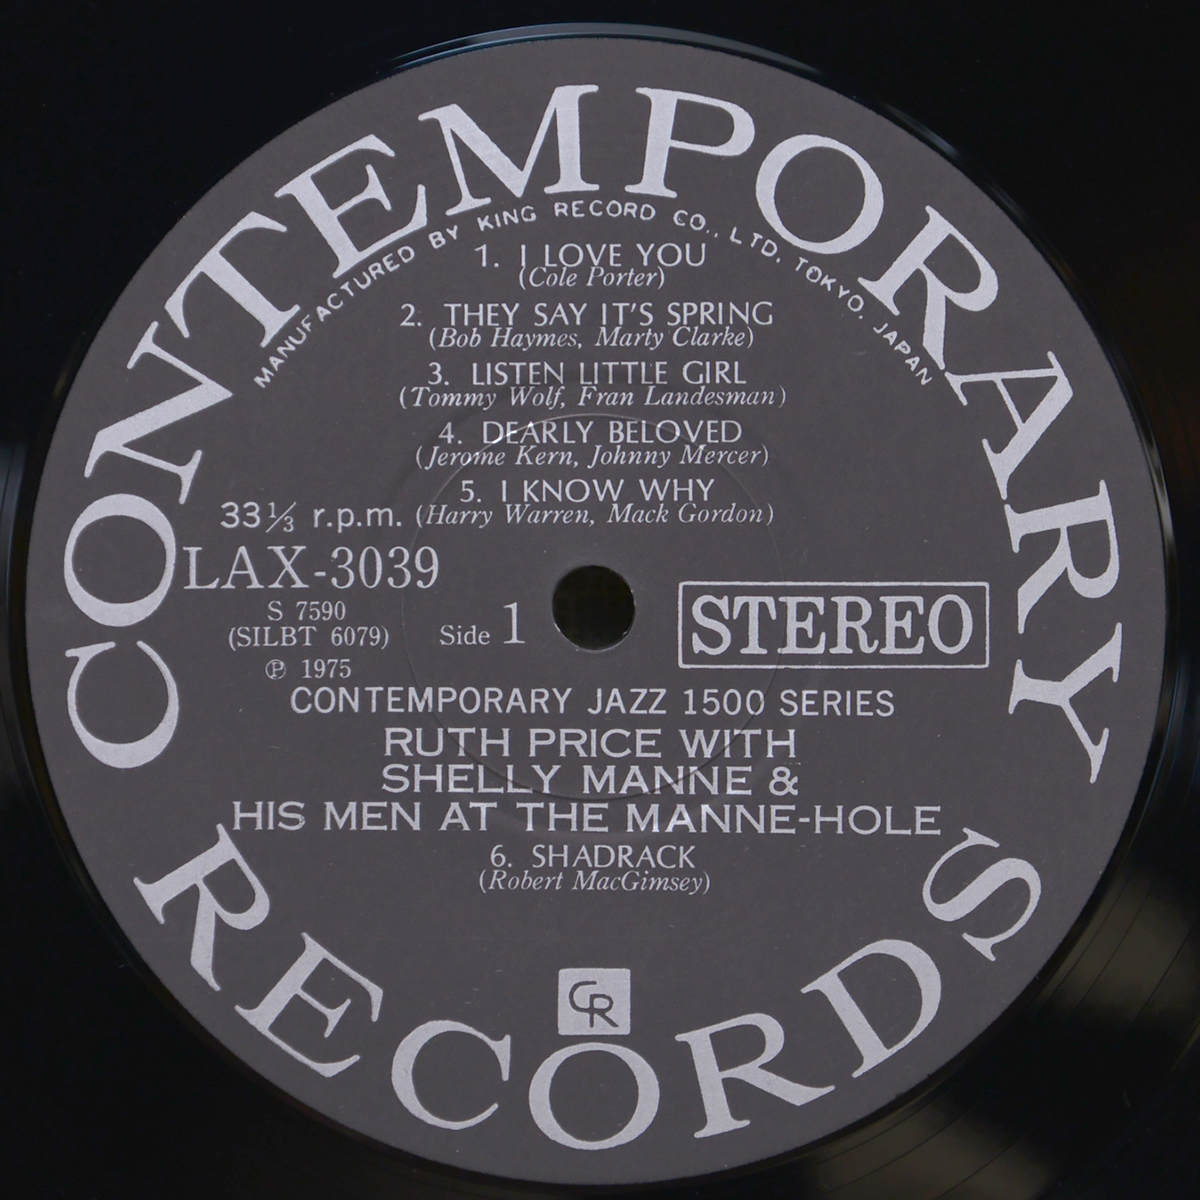 CONTEMPORARY
MANUFACTURED BY KING RECORD CO., LTD. TOKYO. JAPAN
1. I LOVE YOU
(Cole Porter)
2. THEY SAY IT'S SPRING
(Bob Haymes, Marty Clarke)
3. LISTEN LITTLE GIRL
(Tommy Wolf, Fran Landesman)
4. DEARLY BELOVED
(Jerome Kern, Johnny Mercer)
5. I KNOW WHY
(Harry Warren, Mack Gordon)
33⅓ r.p.m.
LAX-3039
S 7590
(SILBT 6079)
℗ 1975
Side 1
STEREO
CONTEMPORARY JAZZ 1500 SERIES
RUTH PRICE WITH
SHELLY MANNE &
HIS MEN AT THE MANNE-HOLE
6. SHADRACK
(Robert MacGimsey)
CR
RECORDS